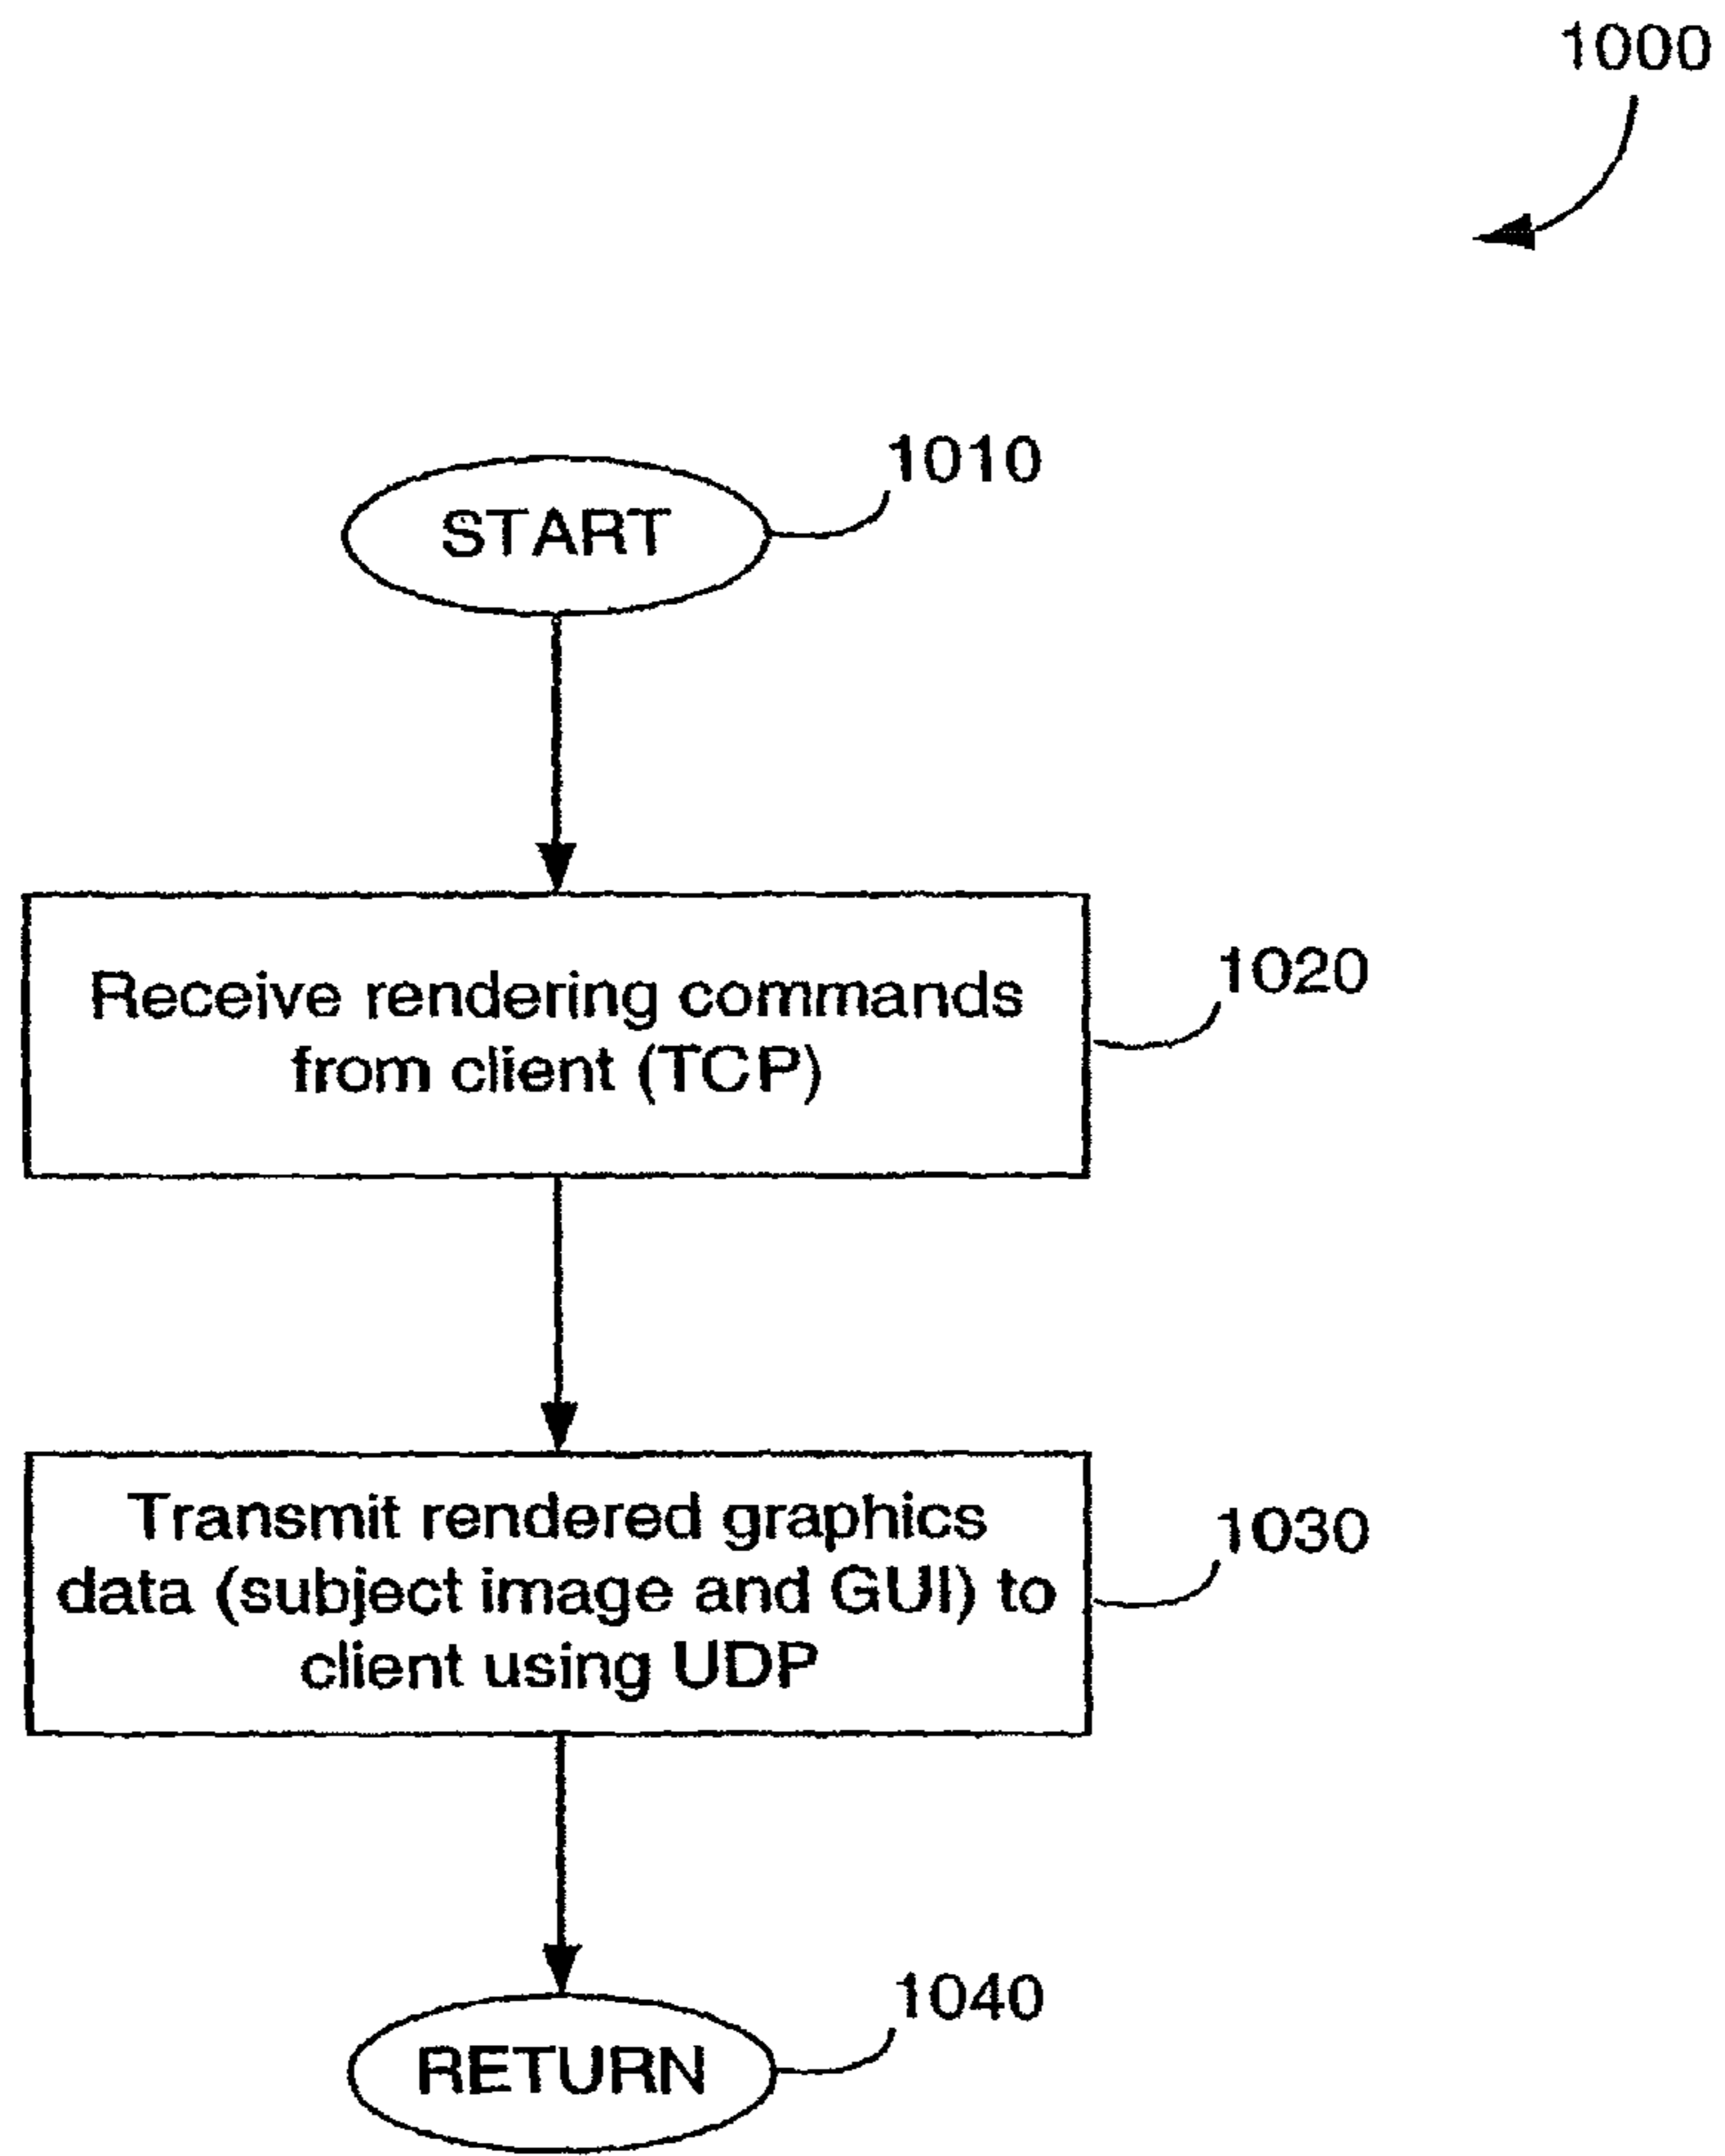 1000
1010
START
1020
Receive rendering commands
from client (TCP)
1030
Transmit rendered graphics
data (subject image and GUI) to
client using UDP
1040
RETURN